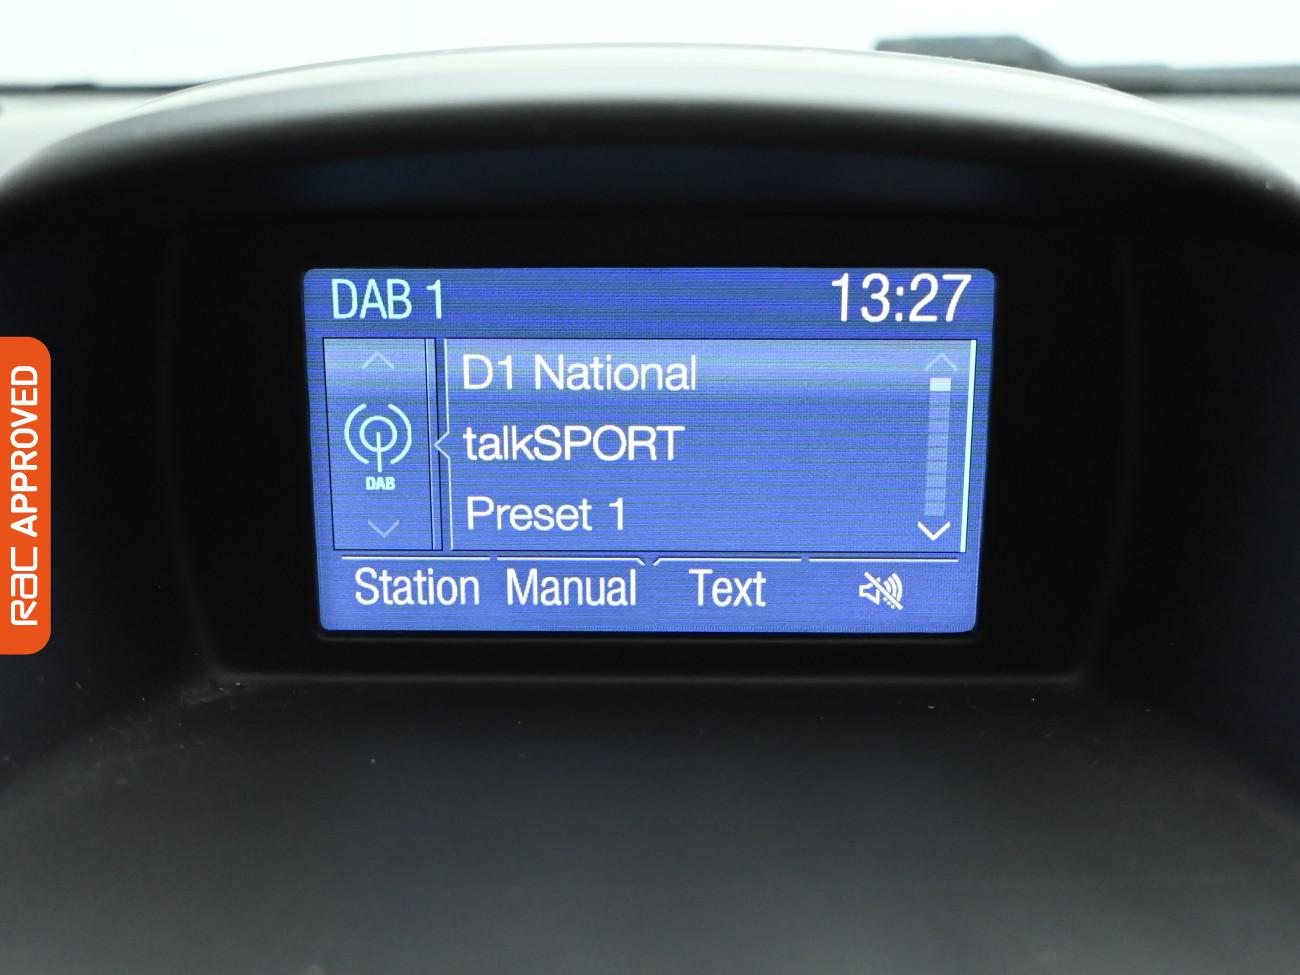 DAB 1
13:27
D1 National
talkSPORT
Preset 1
DAB
Station Manual Text
RAC APPROVED